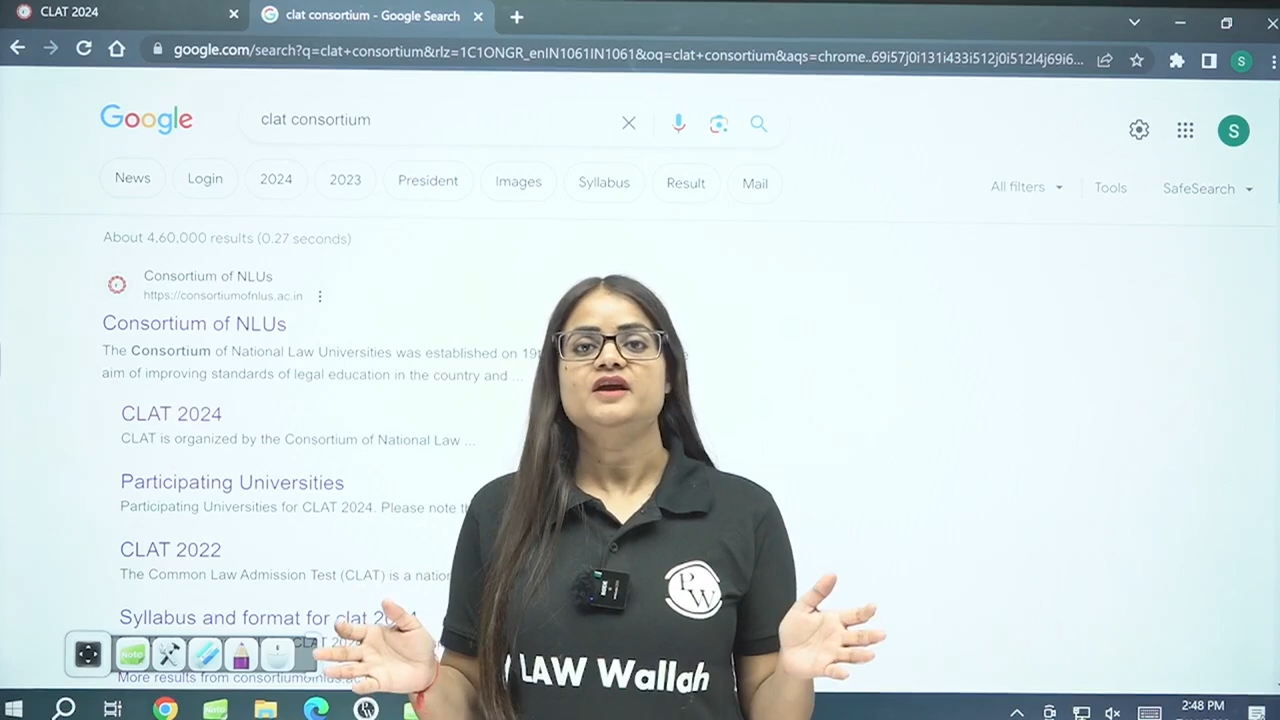 CLAT 2024
clat consortium - Google Search
google.com/search?q=clat+consortium&rlz=1C1ONGR_enIN1061IN1061&oq=clat+consortium&aqs=chrome..69i57j0i131i433i512j0i512l4j69i6...
Google
clat consortium
S
S
News
Login
2024
2023
President
Images
Syllabus
Result
Mail
All filters
Tools
SafeSearch
About 4,60,000 results (0.27 seconds)
Consortium of NLUs
https://consortiumofnlus.ac.in
Consortium of NLUs
The Consortium of National Law Universities was established on
aim of improving standards of legal education in the country and ...
CLAT 2024
CLAT is organized by the Consortium of National Law ...
Participating Universities
Participating Universities for CLAT 2024. Please note
CLAT 2022
The Common Law Admission Test (CLAT) is a
Syllabus and format for clat
CLAT
More results from
Note
PW
LAW Wallah
2:48 PM